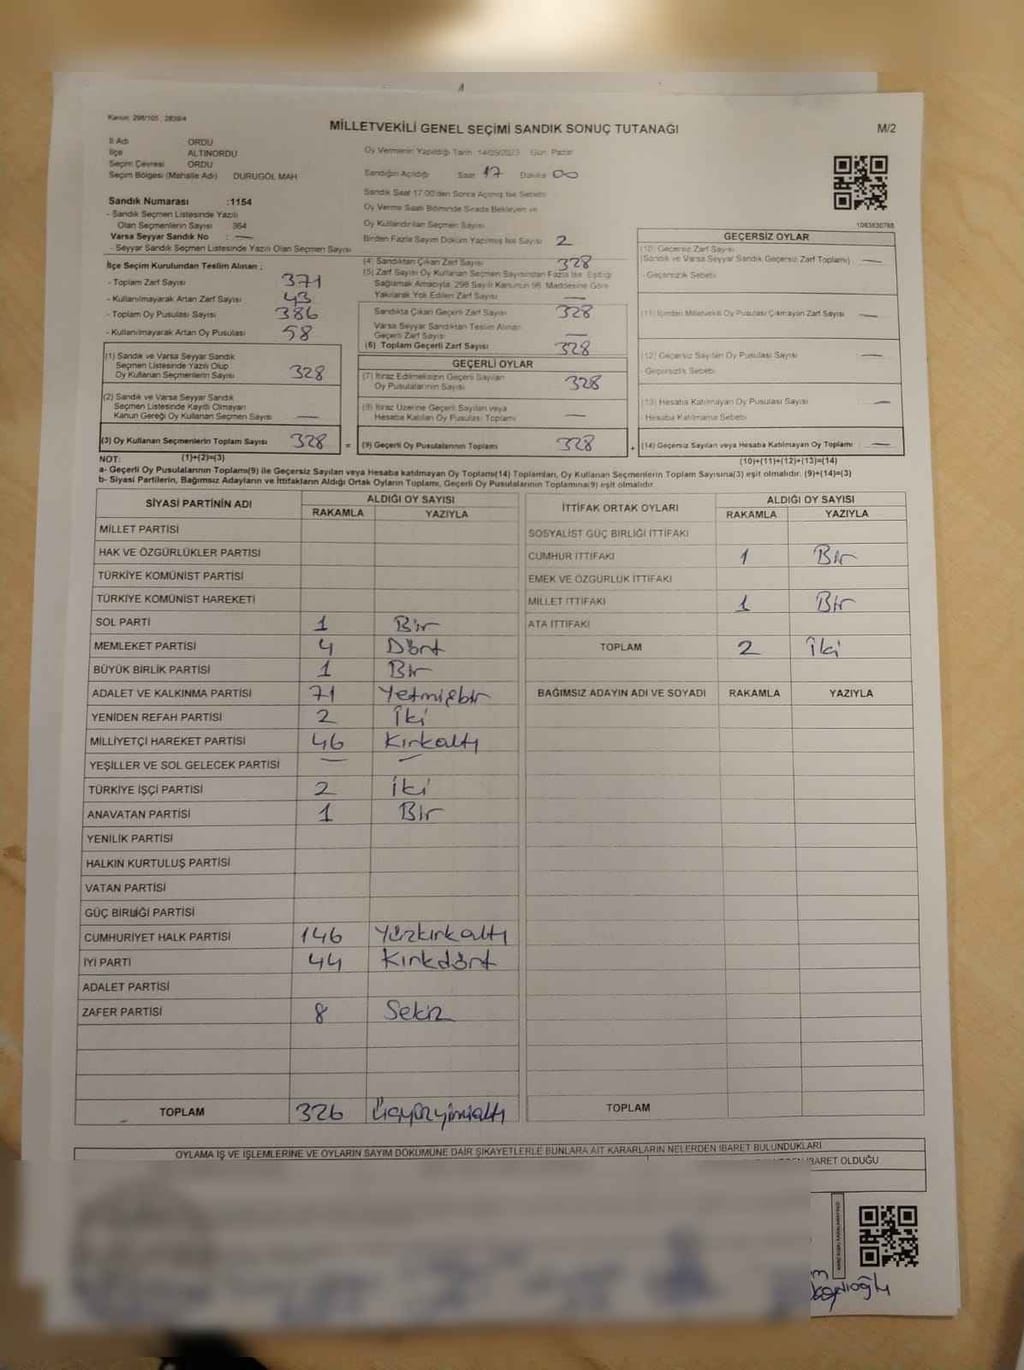 Kanun: 298/105, 2839/4
MİLLETVEKİLİ GENEL SEÇİMİ SANDIK SONUÇ TUTANAĞI
M/2
İl Adı ORDU
İlçe ALTINORDU
Seçim Çevresi ORDU
Seçim Bölgesi (Mahalle Adı) DURUGÖL MAH
Sandık Numarası :1154
- Sandık Seçmen Listesinde Yazılı
Olan Seçmenlerin Sayısı 364
Varsa Seyyar Sandık No : —
- Seyyar Sandık Seçmen Listesinde Yazılı Olan Seçmen Sayısı
Oy Vermenin Yapıldığı Tarih 14/05/2023 Gün: Pazar
Sandığın Açıldığı Saat 17 Dakika 00
Sandık Saat 17:00'den Sonra Açılmış İse Sebebi
Oy Verme Saati Bitiminde Sırada Bekleyen ve
Oy Kullandırılan Seçmen Sayısı
Birden Fazla Sayım Döküm Yapılmış İse Sayısı 2
1083830788
İlçe Seçim Kurulundan Teslim Alınan ;
- Toplam Zarf Sayısı 371
- Kullanılmayarak Artan Zarf Sayısı 43
- Toplam Oy Pusulası Sayısı 386
- Kullanılmayarak Artan Oy Pusulası 58
(1) Sandık ve Varsa Seyyar Sandık
Seçmen Listesinde Yazılı Olup
Oy Kullanan Seçmenlerin Sayısı 328
(2) Sandık ve Varsa Seyyar Sandık
Seçmen Listesinde Kayıtlı Olmayan
Kanun Gereği Oy Kullanan Seçmen Sayısı —
(3) Oy Kullanan Seçmenlerin Toplam Sayısı 328 =
(4) Sandıktan Çıkan Zarf Sayısı 328
(5) Zarf Sayısı Oy Kullanan Seçmen Sayısından Fazla İse, Eşitliği
Sağlamak Amacıyla, 298 Sayılı Kanunun 98. Maddesine Göre
Yakılarak Yok Edilen Zarf Sayısı —
Sandıkta Çıkan Geçerli Zarf Sayısı 328
Varsa Seyyar Sandıktan Teslim Alınan
Geçerli Zarf Sayısı —
(6) Toplam Geçerli Zarf Sayısı 328
GEÇERLİ OYLAR
(7) İtiraz Edilmeksizin Geçerli Sayılan
Oy Pusulalarının Sayısı 328
(8) İtiraz Üzerine Geçerli Sayılan veya
Hesaba Katılan Oy Pusulası Toplamı —
(9) Geçerli Oy Pusulalarının Toplamı 328 +
GEÇERSİZ OYLAR
(10) Geçersiz Zarf Sayısı
(Sandık ve Varsa Seyyar Sandık Geçersiz Zarf Toplamı) —
- Geçersizlik Sebebi
(11) İçinden Milletvekili Oy Pusulası Çıkmayan Zarf Sayısı —
(12) Geçersiz Sayılan Oy Pusulası Sayısı —
Geçersizlik Sebebi
(13) Hesaba Katılmayan Oy Pusulası Sayısı —
Hesaba Katılmama Sebebi
(14) Geçersiz Sayılan veya Hesaba Katılmayan Oy Toplamı —
NOT: (1)+(2)=(3) (10)+(11)+(12)+(13)=(14)
a- Geçerli Oy Pusulalarının Toplamı(9) ile Geçersiz Sayılan veya Hesaba katılmayan Oy Toplamı(14) Toplamları, Oy Kullanan Seçmenlerin Toplam Sayısına(3) eşit olmalıdır. (9)+(14)=(3)
b- Siyasi Partilerin, Bağımsız Adayların ve İttifakların Aldığı Ortak Oyların Toplamı, Geçerli Oy Pusulalarının Toplamına(9) eşit olmalıdır.
SİYASİ PARTİNİN ADI ALDIĞI OY SAYISI
RAKAMLA YAZIYLA
MİLLET PARTİSİ
HAK VE ÖZGÜRLÜKLER PARTİSİ
TÜRKİYE KOMÜNİST PARTİSİ
TÜRKİYE KOMÜNİST HAREKETİ
SOL PARTİ 1 Bir
MEMLEKET PARTİSİ 4 Dört
BÜYÜK BİRLİK PARTİSİ 1 Bir
ADALET VE KALKINMA PARTİSİ 71 Yetmişbir
YENİDEN REFAH PARTİSİ 2 İki
MİLLİYETÇİ HAREKET PARTİSİ 46 Kırkaltı
YEŞİLLER VE SOL GELECEK PARTİSİ — —
TÜRKİYE İŞÇİ PARTİSİ 2 İki
ANAVATAN PARTİSİ 1 Bir
YENİLİK PARTİSİ
HALKIN KURTULUŞ PARTİSİ
VATAN PARTİSİ
GÜÇ BİRLİĞİ PARTİSİ
CUMHURİYET HALK PARTİSİ 146 Yüzkırkaltı
İYİ PARTİ 44 Kırkdört
ADALET PARTİSİ
ZAFER PARTİSİ 8 Sekiz
TOPLAM 326 Üçyüzyirmialtı
İTTİFAK ORTAK OYLARI ALDIĞI OY SAYISI
RAKAMLA YAZIYLA
SOSYALİST GÜÇ BİRLİĞİ İTTİFAKI
CUMHUR İTTİFAKI 1 Bir
EMEK VE ÖZGÜRLÜK İTTİFAKI
MİLLET İTTİFAKI 1 Bir
ATA İTTİFAKI
TOPLAM 2 İki
BAĞIMSIZ ADAYIN ADI VE SOYADI RAKAMLA YAZIYLA
TOPLAM
OYLAMA İŞ VE İŞLEMLERİNE VE OYLARIN SAYIM DÖKÜMÜNE DAİR ŞİKAYETLERLE BUNLARA AİT KARARLARIN NELERDEN İBARET BULUNDUKLARI
İBARET OLDUĞU